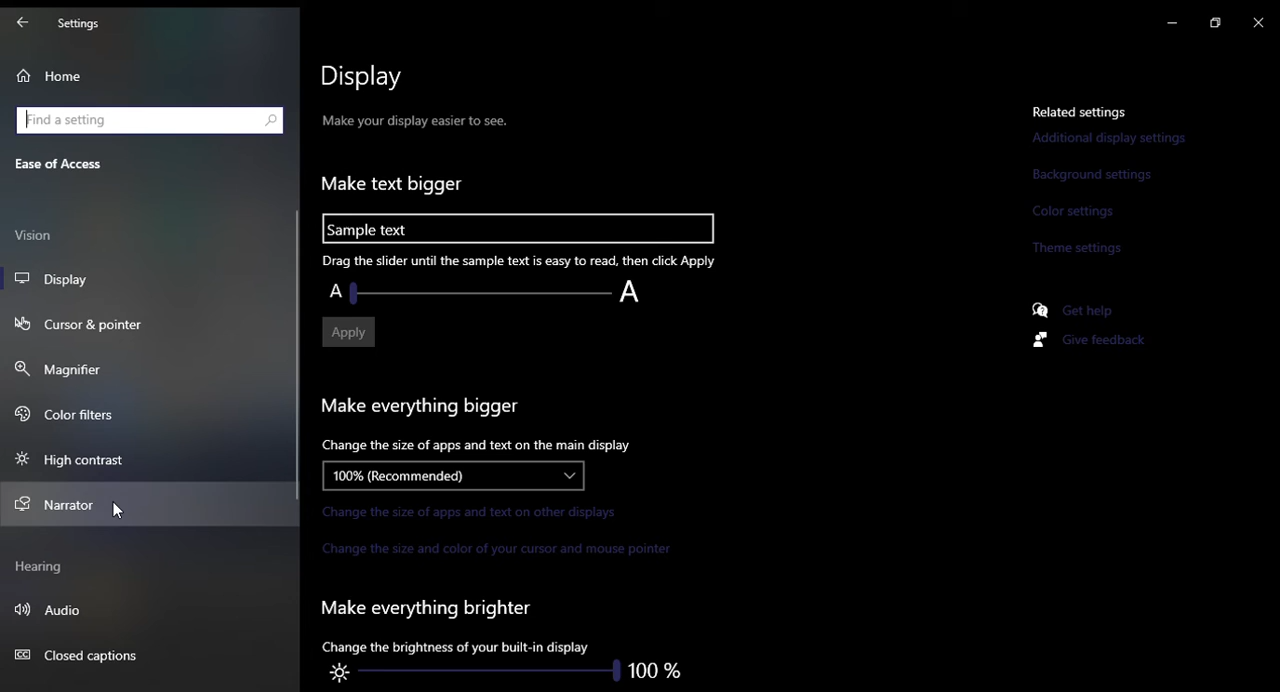 Settings
Home
Find a setting
Ease of Access
Vision
Display
Cursor & pointer
Magnifier
Color filters
High contrast
Narrator
Hearing
Audio
CC Closed captions
Display
Make your display easier to see.
Make text bigger
Sample text
Drag the slider until the sample text is easy to read, then click Apply
A A
Apply
Make everything bigger
Change the size of apps and text on the main display
100% (Recommended)
Change the size of apps and text on other displays
Change the size and color of your cursor and mouse pointer
Make everything brighter
Change the brightness of your built-in display
100 %
Related settings
Additional display settings
Background settings
Color settings
Theme settings
Get help
Give feedback